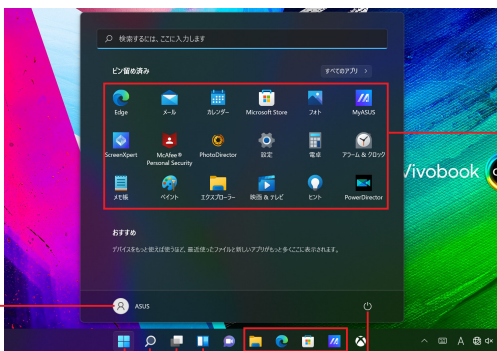 検索するには、ここに入力します
ピン留め済み
すべてのアプリ >
Edge
メール
カレンダー
Microsoft Store
フォト
MyASUS
ScreenXpert
McAfee®
Personal Security
PhotoDirector
設定
電卓
アラーム & クロック
メモ帳
ペイント
エクスプローラー
映画 & テレビ
ヒント
PowerDirector
Vivobook
おすすめ
デバイスをもっと使えば使うほど、最近使ったファイルと新しいアプリがもっと多くここに表示されます。
ASUS
A